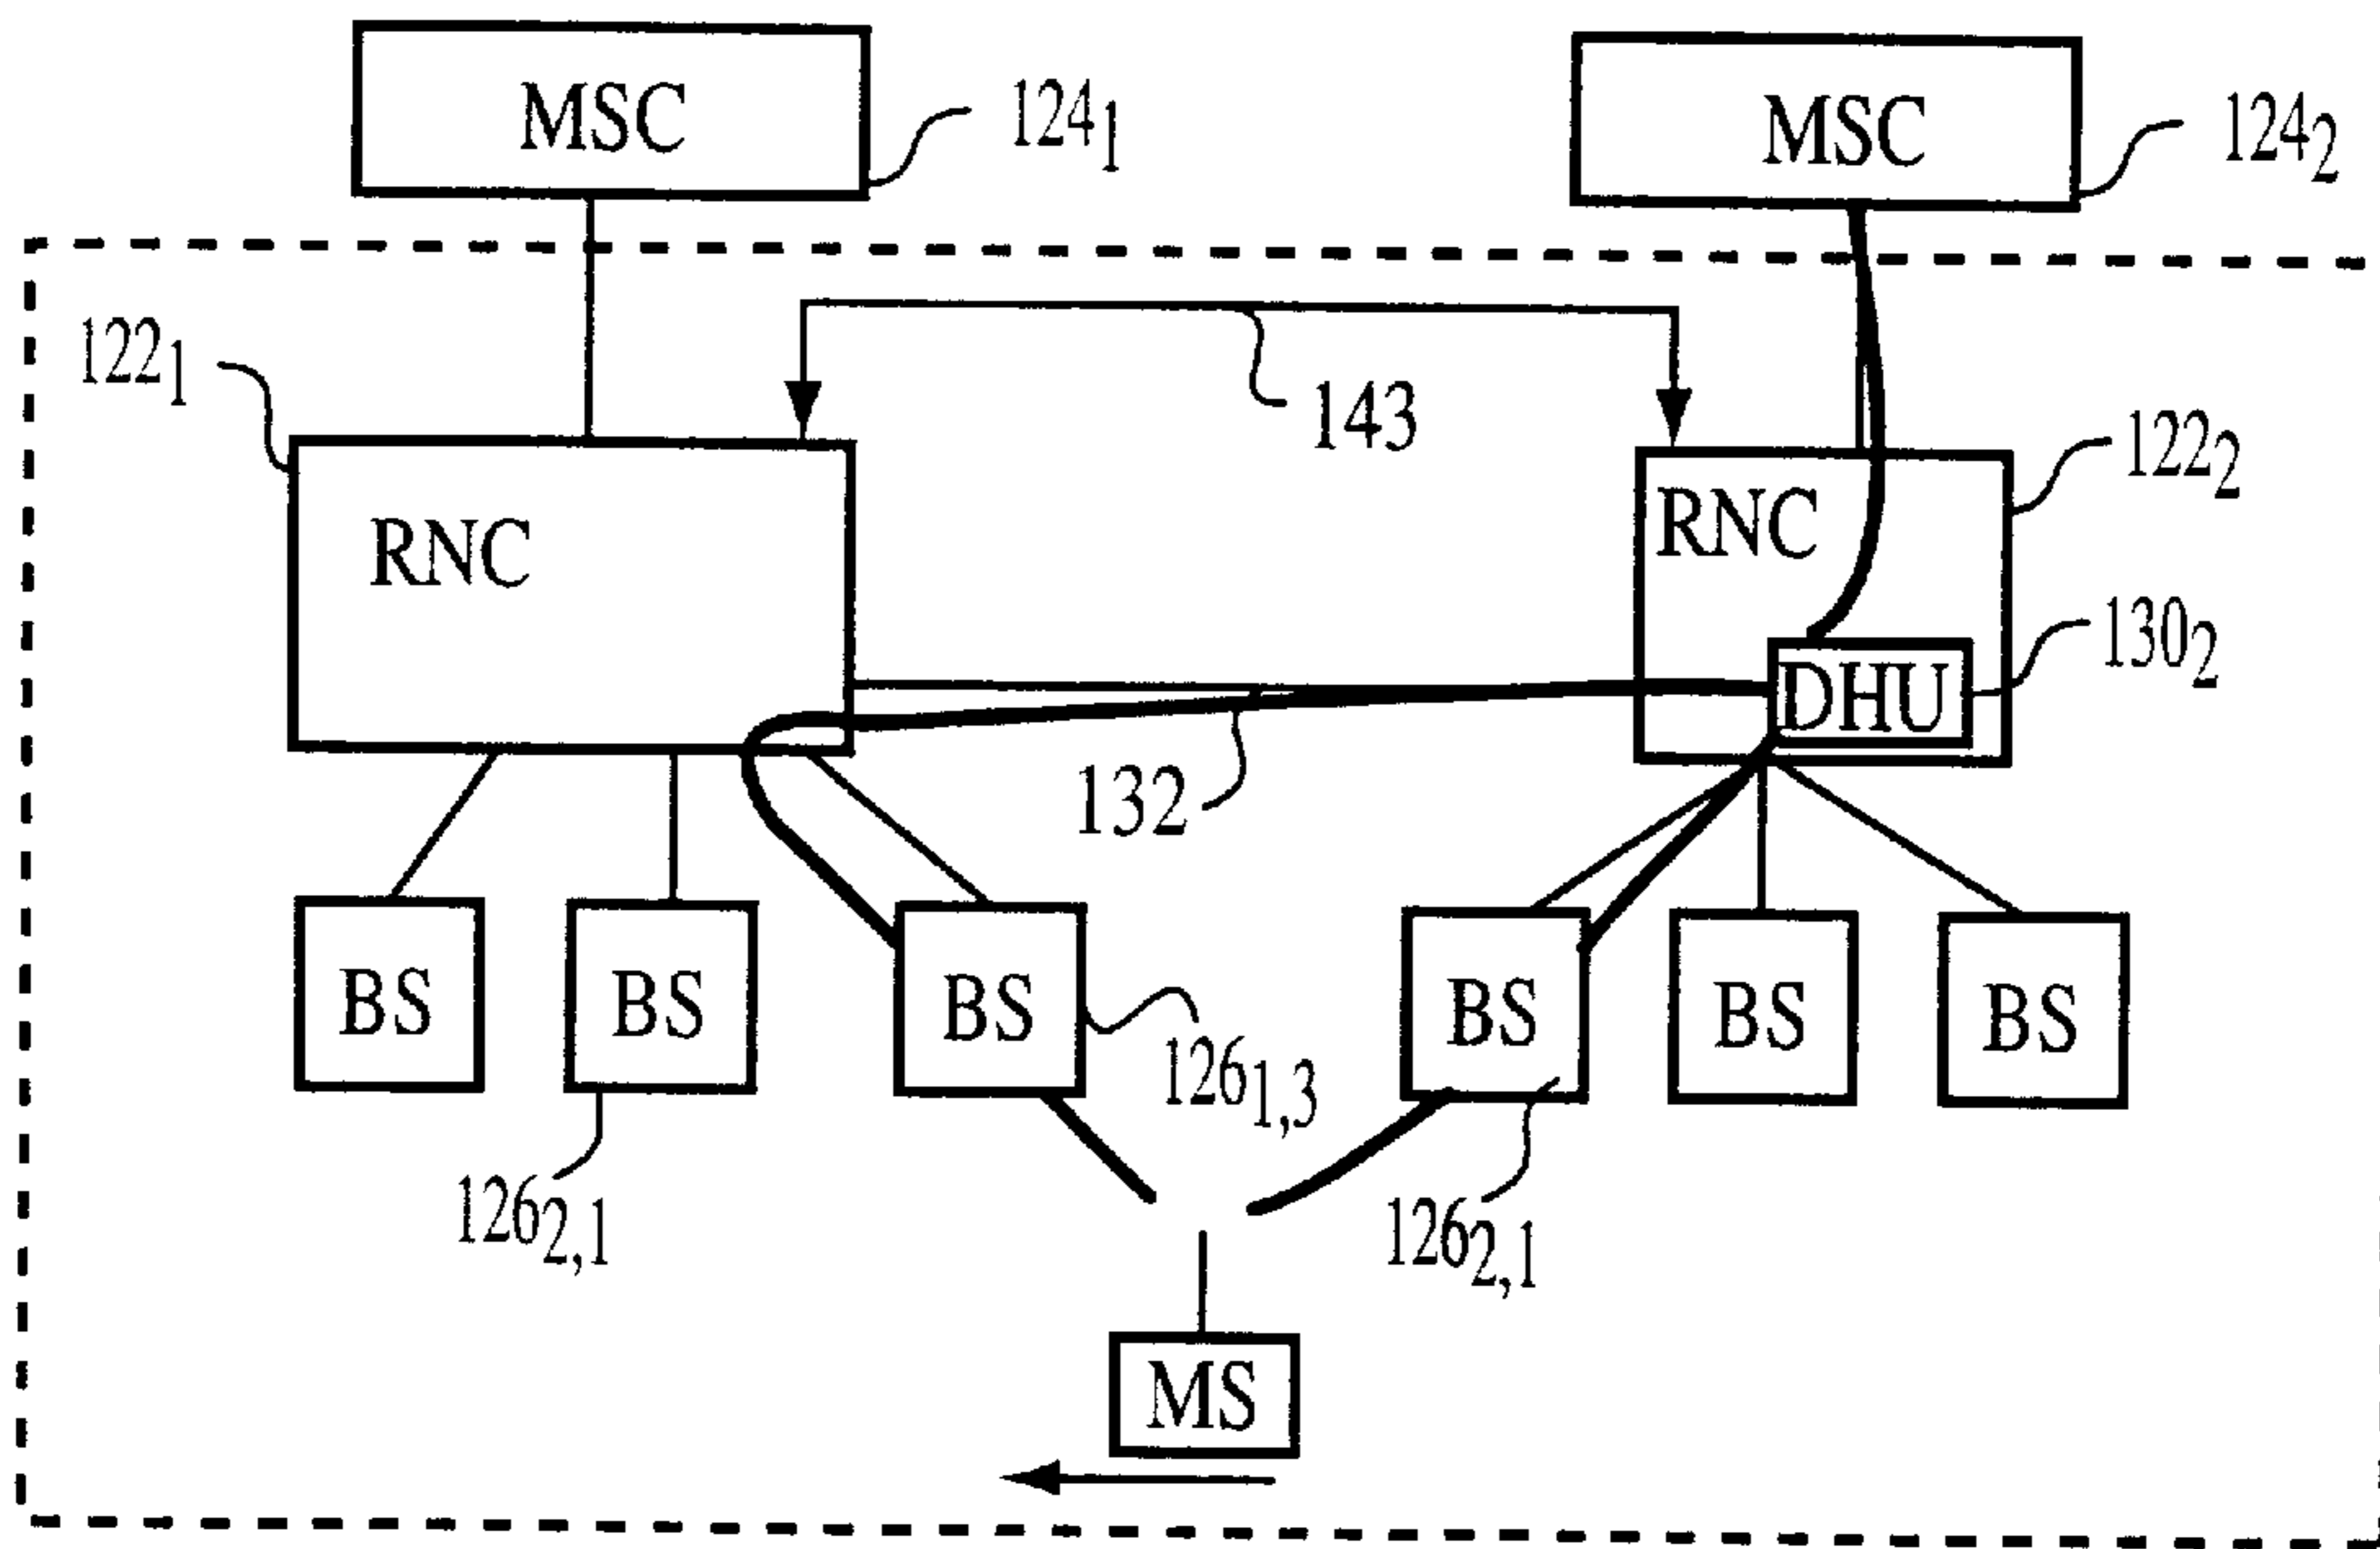 MSC
124₁
MSC
124₂
122₁
143
122₂
RNC
RNC
130₂
DHU
132
BS
BS
BS
BS
BS
BS
126₁,₃
126₂,₁
126₂,₁
MS